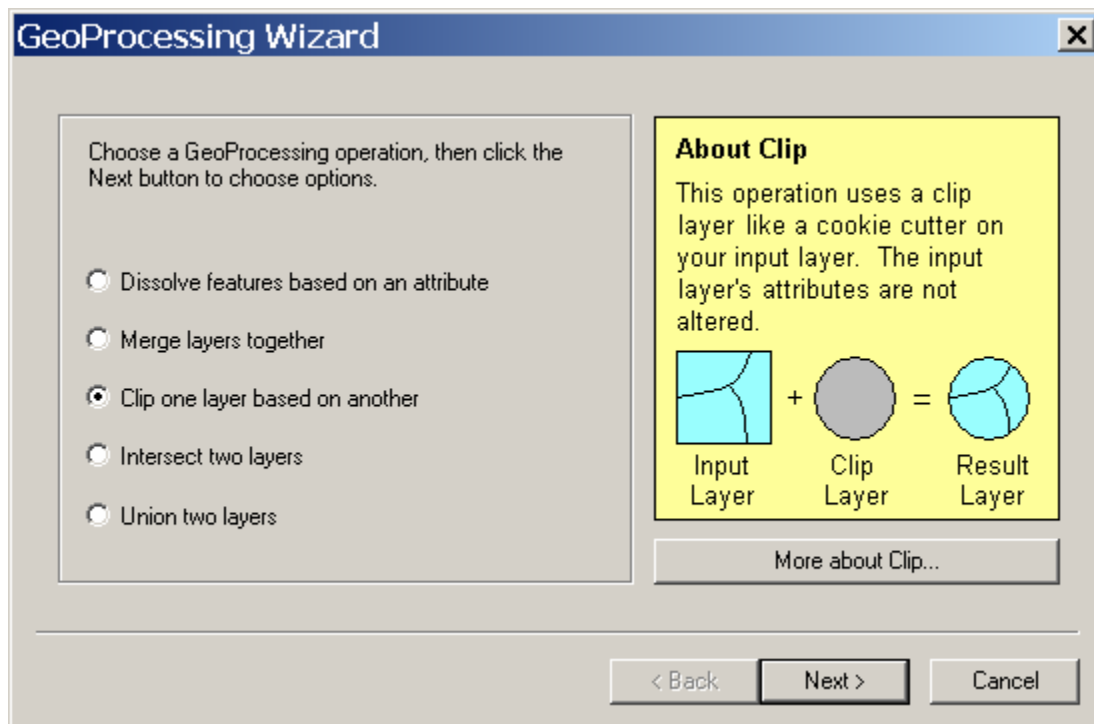 GeoProcessing Wizard
Choose a GeoProcessing operation, then click the
Next button to choose options.
Dissolve features based on an attribute
Merge layers together
Clip one layer based on another
Intersect two layers
Union two layers
About Clip
This operation uses a clip
layer like a cookie cutter on
your input layer.  The input
layer's attributes are not
altered.
+ =
Input Clip Result
Layer Layer Layer
More about Clip...
< Back Next > Cancel